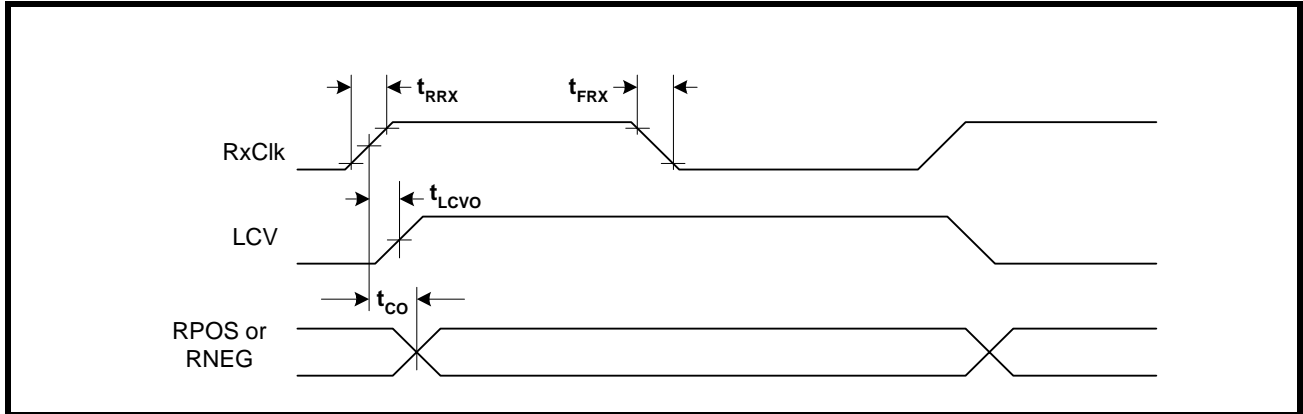 tRRX
tFRX
RxClk
tLCVO
LCV
tCO
RPOS or
RNEG